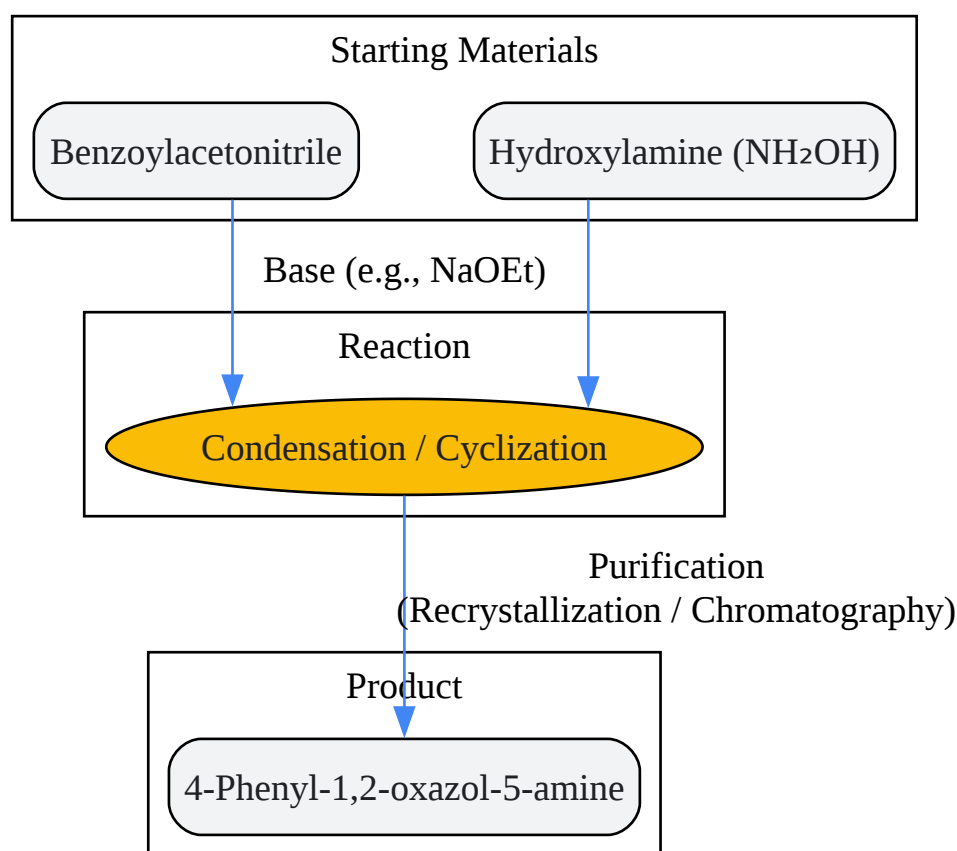 Starting Materials
Benzoylacetonitrile
Hydroxylamine (NH₂OH)
Base (e.g., NaOEt)
Reaction
Condensation / Cyclization
Purification
(Recrystallization / Chromatography)
Product
4-Phenyl-1,2-oxazol-5-amine